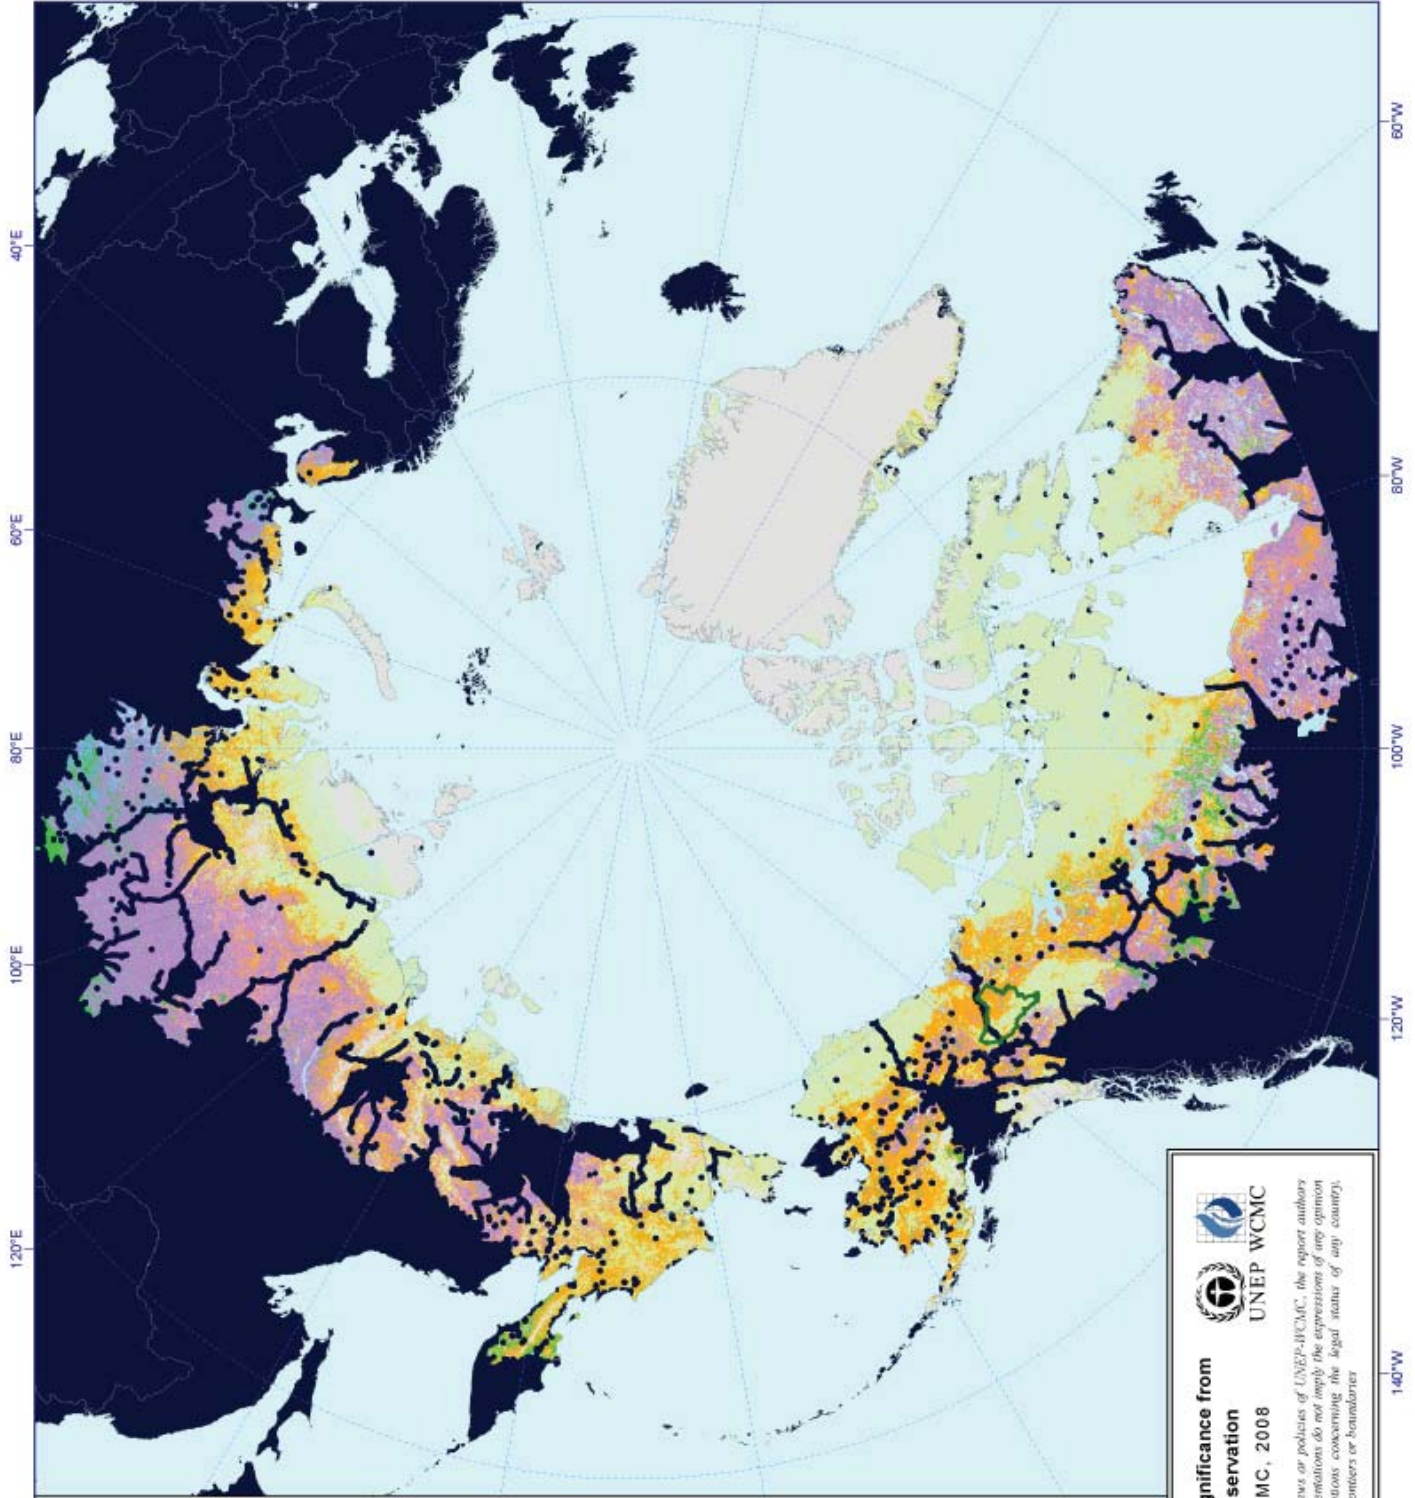 40°E
60°E
80°E
100°E
120°E
60°W
80°W
100°W
120°W
140°W
gnificance from
servation
MC, 2008
UNEP WCMC
ws or policies of UNEP-WCMC, the report authors
entations do not imply the expressions of any opinion
tions concerning the legal status of any country,
ontiers or boundaries